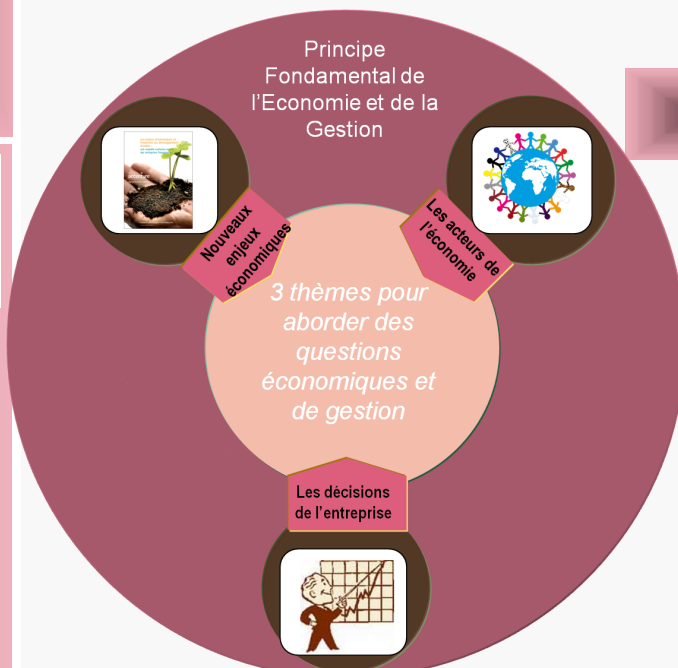 Principe
Fondamental de
l'Economie et de la
Gestion
accenture
Nouveaux
enjeux
économiques
Les acteurs de
l'économie
3 thèmes pour
aborder des
questions
économiques et
de gestion
Les décisions
de l'entreprise